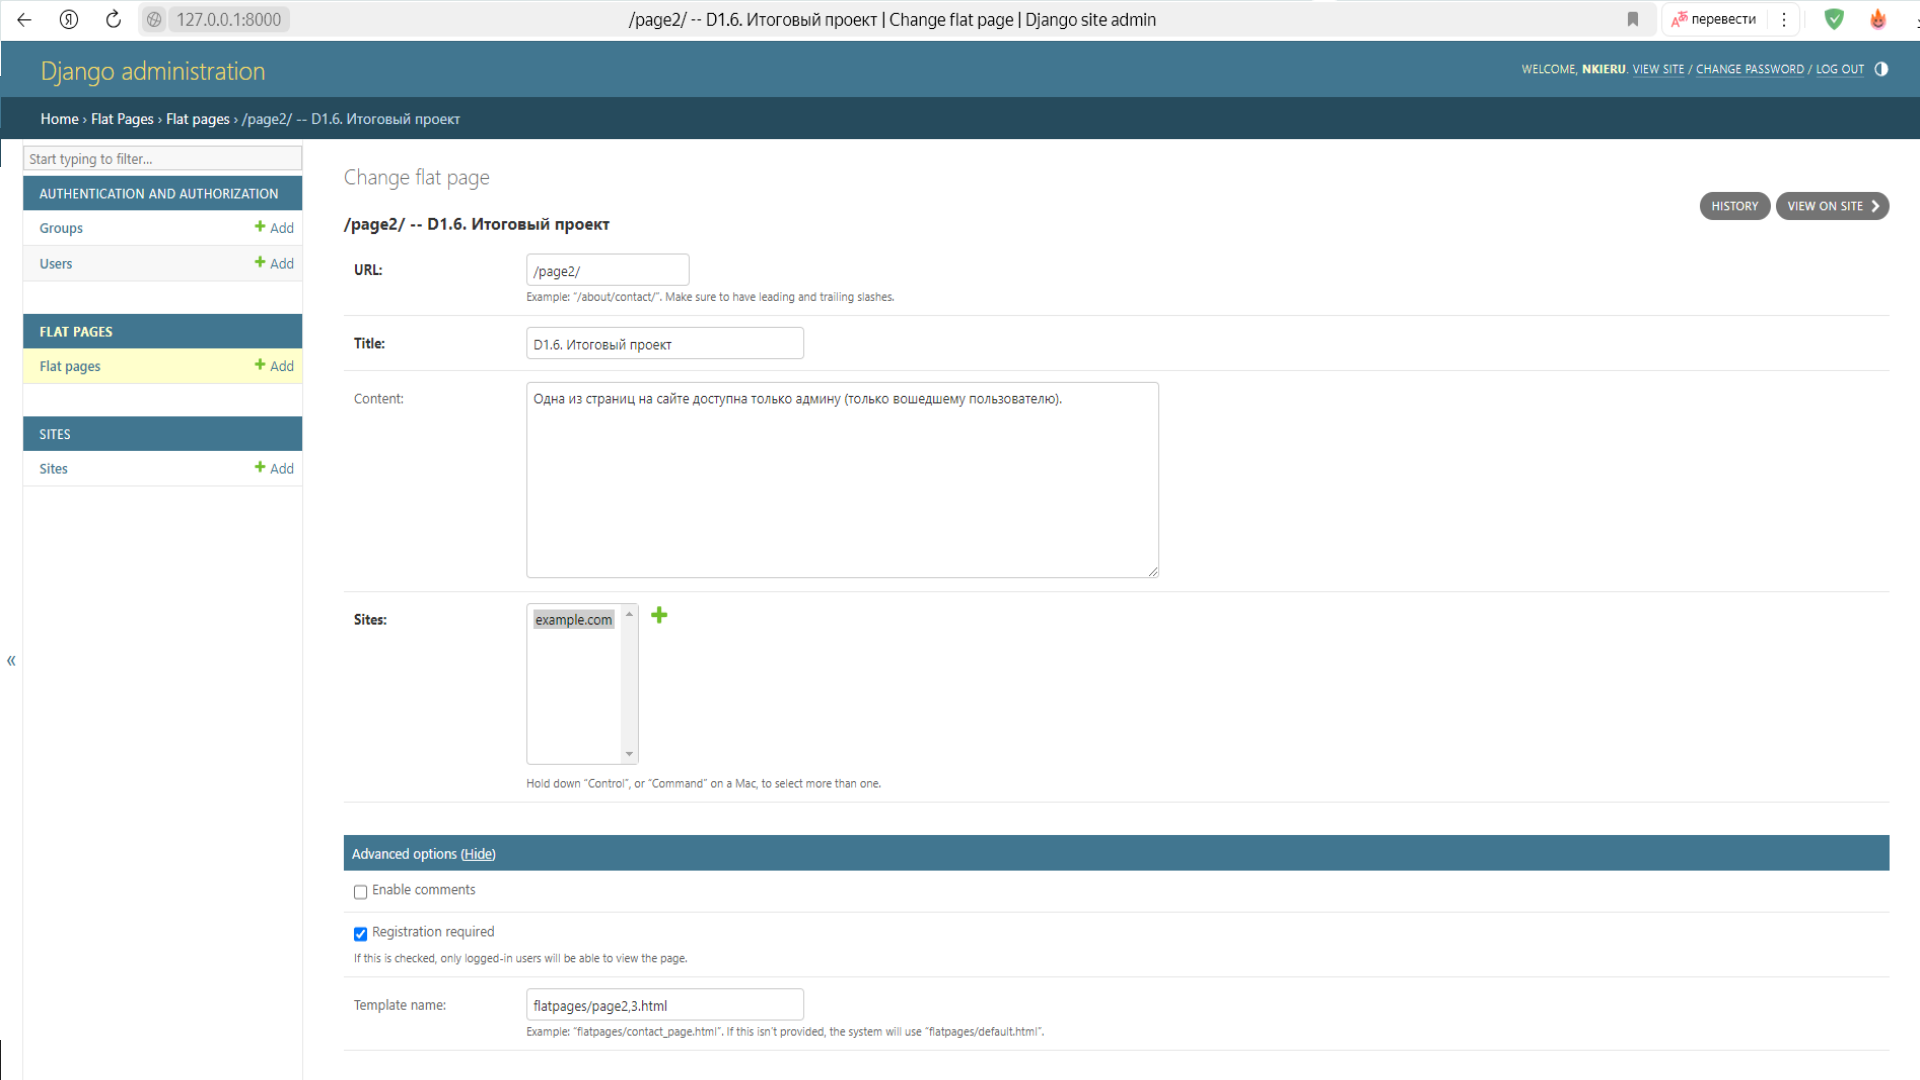 127.0.0.1:8000
/page2/ -- D1.6. Итоговый проект | Change flat page | Django site admin
перевести
Django administration
WELCOME, NKIERU. VIEW SITE / CHANGE PASSWORD / LOG OUT
Home › Flat Pages › Flat pages › /page2/ -- D1.6. Итоговый проект
Start typing to filter...
AUTHENTICATION AND AUTHORIZATION
Groups
Add
Users
Add
FLAT PAGES
Flat pages
Add
SITES
Sites
Add
«
Change flat page
HISTORY
VIEW ON SITE
/page2/ -- D1.6. Итоговый проект
URL:
/page2/
Example: “/about/contact/”. Make sure to have leading and trailing slashes.
Title:
D1.6. Итоговый проект
Content:
Одна из страниц на сайте доступна только админу (только вошедшему пользователю).
Sites:
example.com
Hold down “Control”, or “Command” on a Mac, to select more than one.
Advanced options (Hide)
Enable comments
Registration required
If this is checked, only logged-in users will be able to view the page.
Template name:
flatpages/page2,3.html
Example: “flatpages/contact_page.html”. If this isn’t provided, the system will use “flatpages/default.html”.